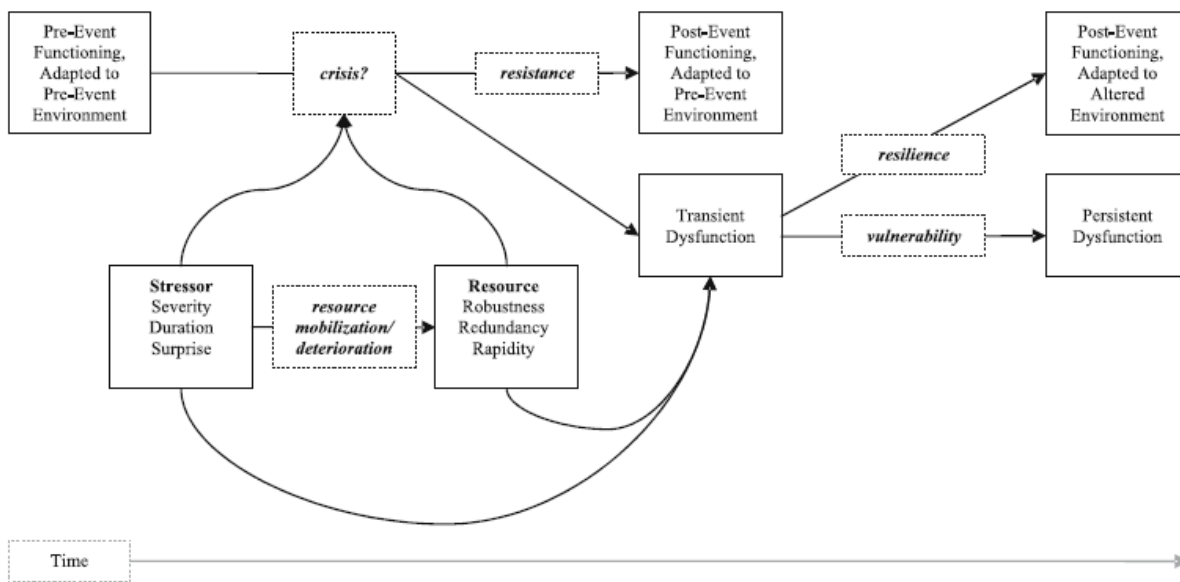 Pre-Event
Functioning,
Adapted to
Pre-Event
Environment
crisis?
resistance
Post-Event
Functioning,
Adapted to
Pre-Event
Environment
Post-Event
Functioning,
Adapted to
Altered
Environment
resilience
Transient
Dysfunction
vulnerability
Persistent
Dysfunction
Stressor
Severity
Duration
Surprise
resource
mobilization/
deterioration
Resource
Robustness
Redundancy
Rapidity
Time